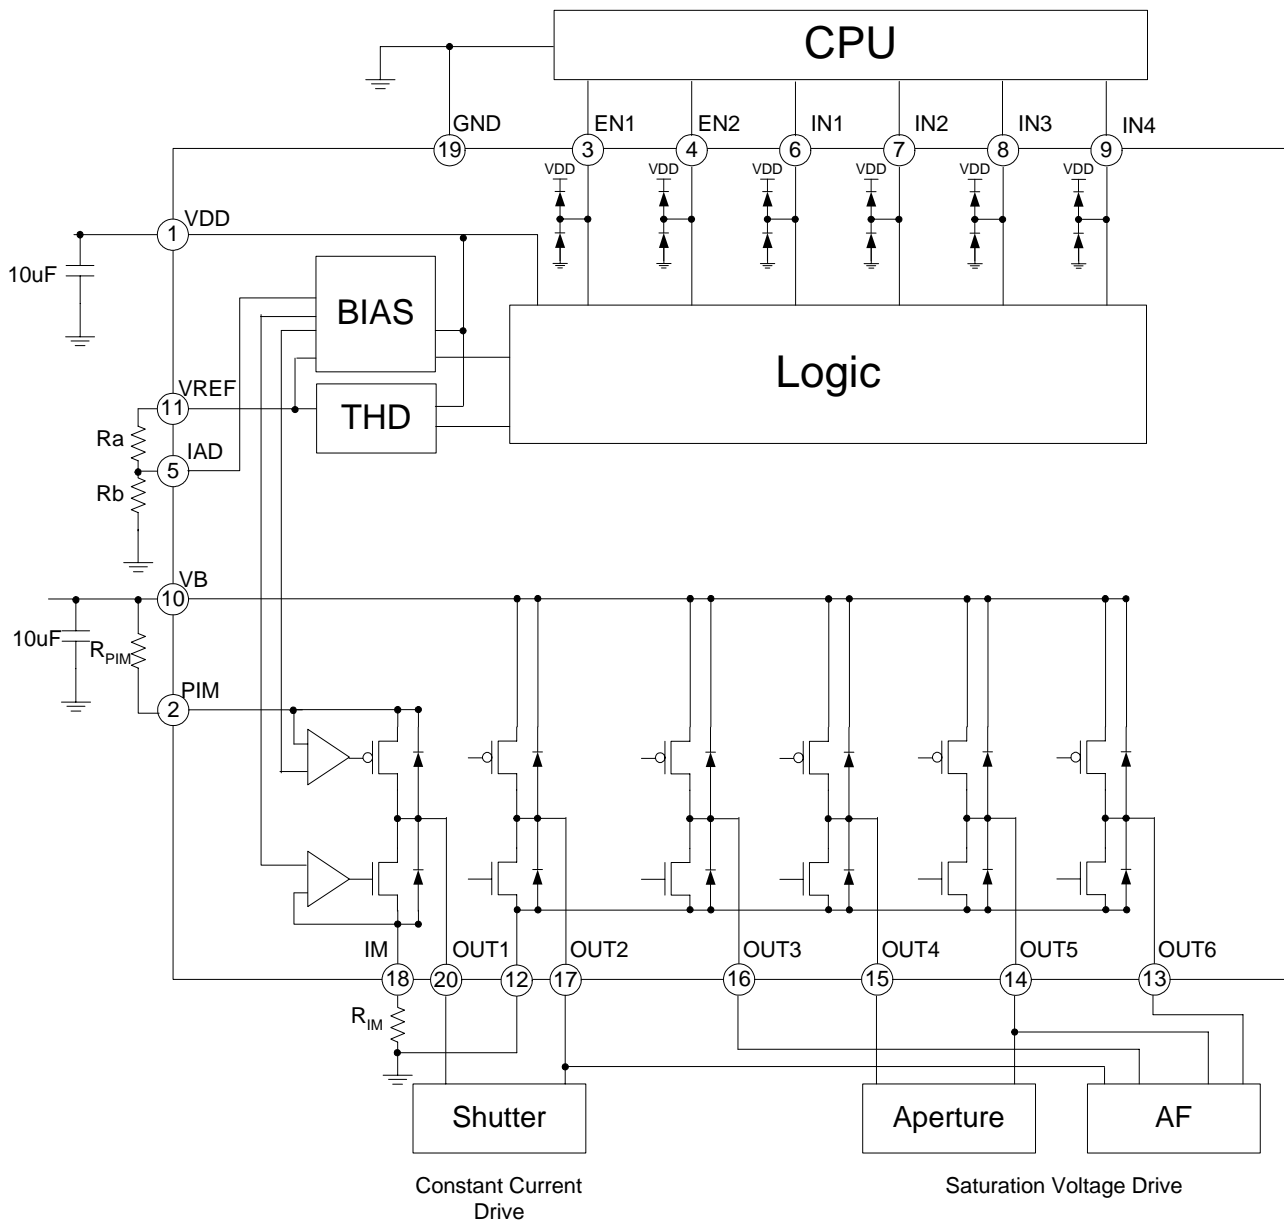 CPU
GND EN1 EN2 IN1 IN2 IN3 IN4
19 3 4 6 7 8 9
VDD VDD VDD VDD VDD VDD
VDD
1
10uF
BIAS
Logic
VREF
11
THD
Ra
IAD
5
Rb
VB
10
10uF
RPIM
PIM
2
IM OUT1 OUT2 OUT3 OUT4 OUT5 OUT6
18 20 12 17 16 15 14 13
RIM
Shutter Aperture AF
Constant Current Saturation Voltage Drive
Drive